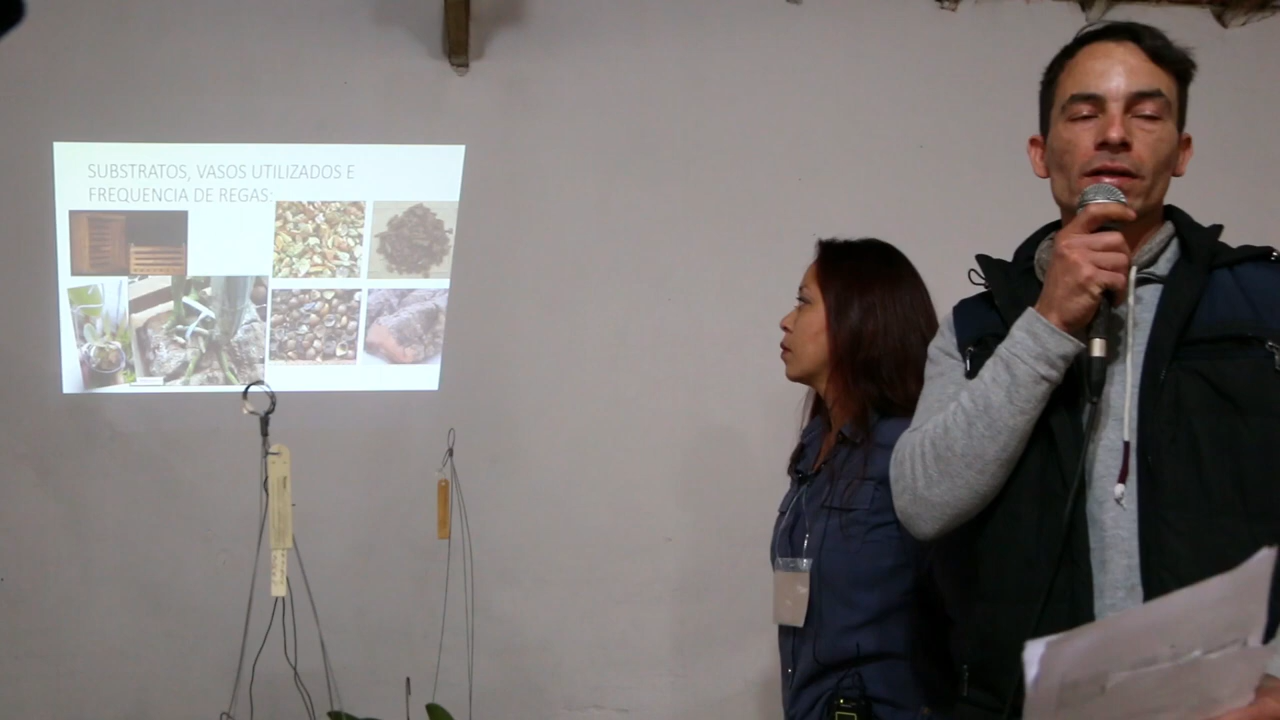 SUBSTRATOS, VASOS UTILIZADOS E
FREQUENCIA DE REGAS: